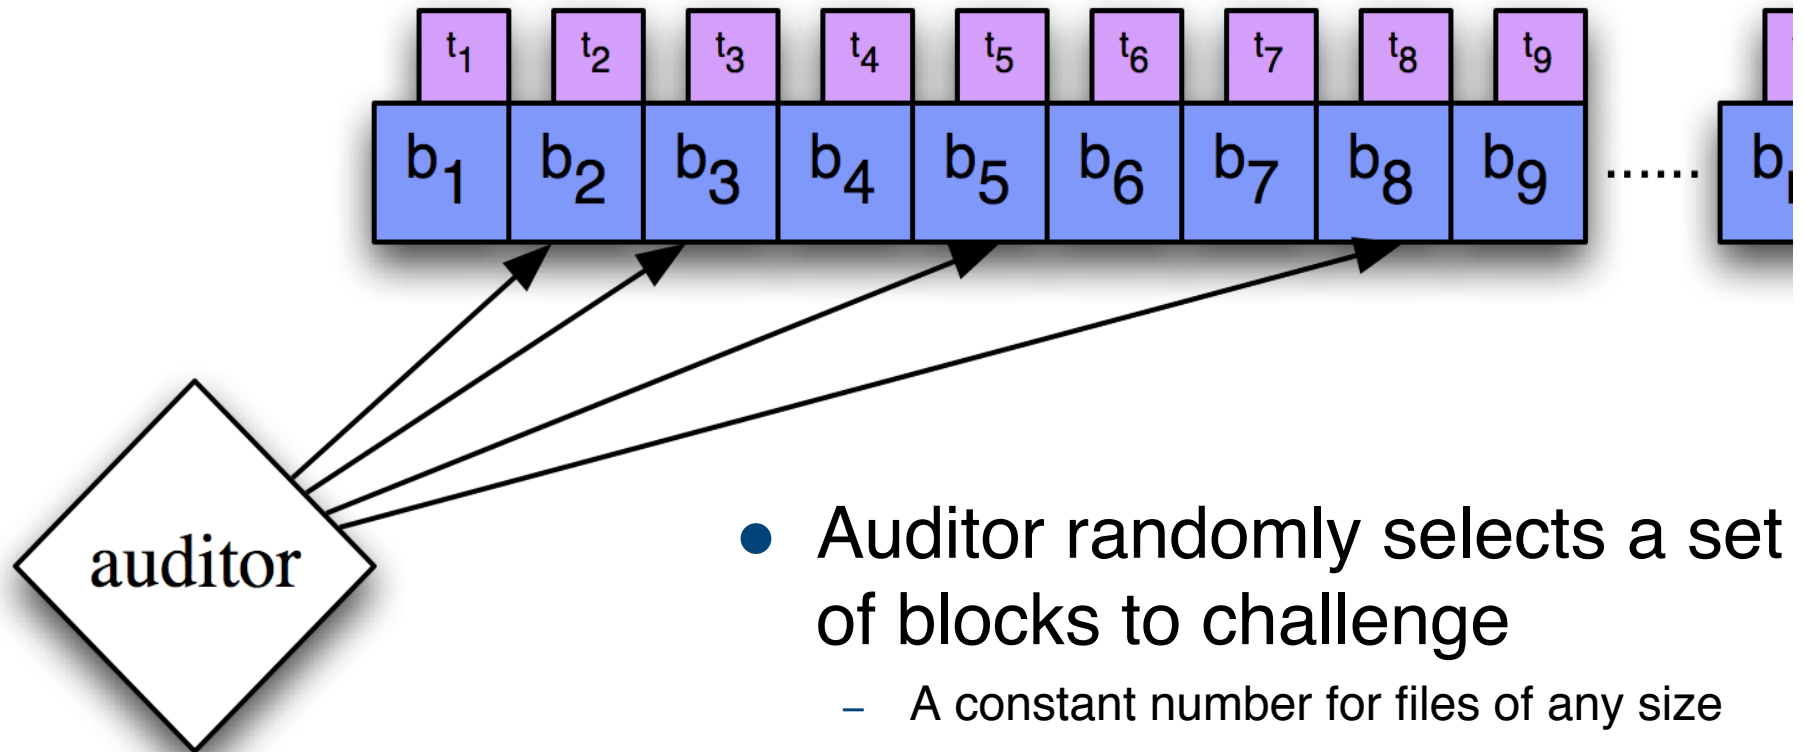 t1 t2 t3 t4 t5 t6 t7 t8 t9
b1 b2 b3 b4 b5 b6 b7 b8 b9 ...... b
auditor
● Auditor randomly selects a set
of blocks to challenge
– A constant number for files of any size